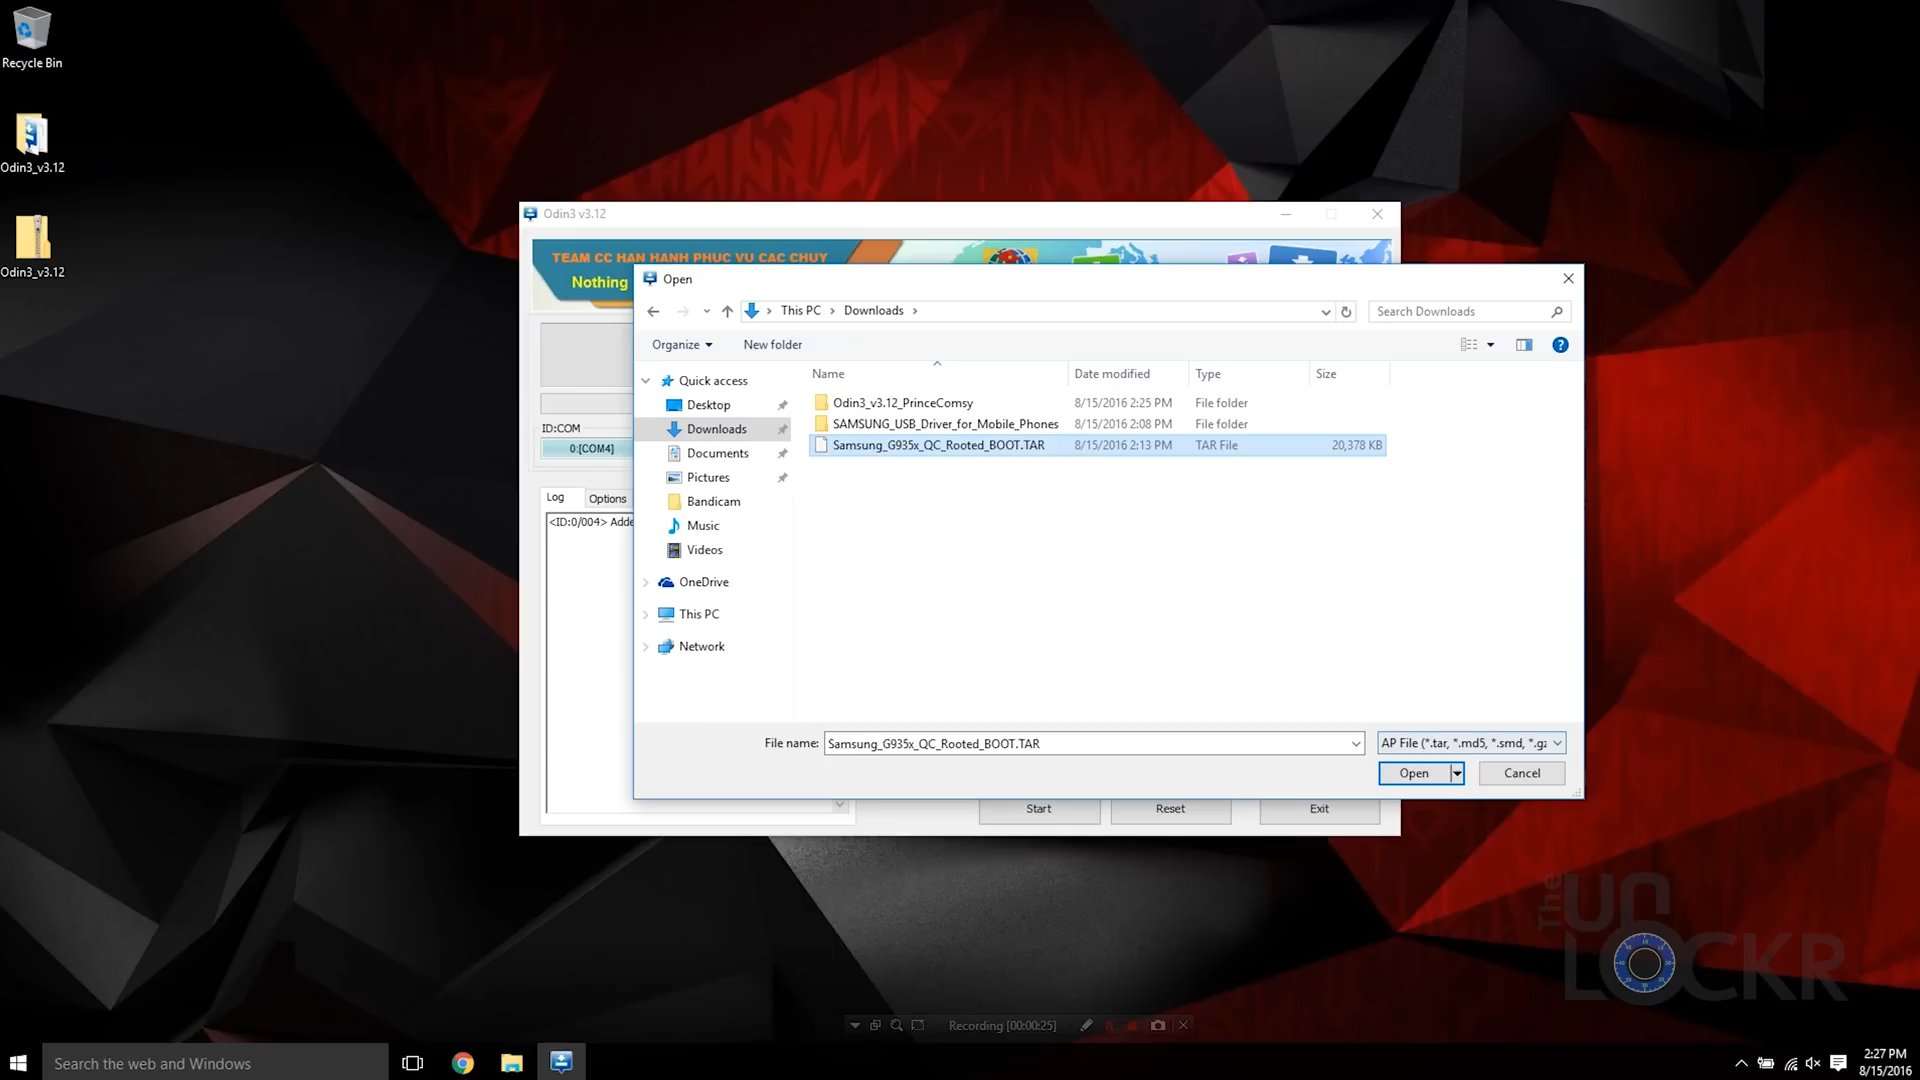 Recycle Bin
Odin3_v3.12
Odin3_v3.12
Odin3 v3.12
TEAM CC HAN HANH PHUC VU CAC CHUY
Nothing
Open
This PC
Downloads
Search Downloads
Organize
New folder
Name
Date modified
Type
Size
Quick access
Desktop
Downloads
Documents
Pictures
Bandicam
Music
Videos
OneDrive
This PC
Network
Odin3_v3.12_PrinceComsy 8/15/2016 2:25 PM File folder
SAMSUNG_USB_Driver_for_Mobile_Phones 8/15/2016 2:08 PM File folder
Samsung_G935x_QC_Rooted_BOOT.TAR 8/15/2016 2:13 PM TAR File 20,378 KB
ID:COM
0:[COM4]
Log
Options
<ID:0/004> Adde
File name: Samsung_G935x_QC_Rooted_BOOT.TAR
AP File (*.tar, *.md5, *.smd, *.gz
Open
Cancel
Start
Reset
Exit
The
UNLOCKR
Recording [00:00:25]
Search the web and Windows
2:27 PM
8/15/2016